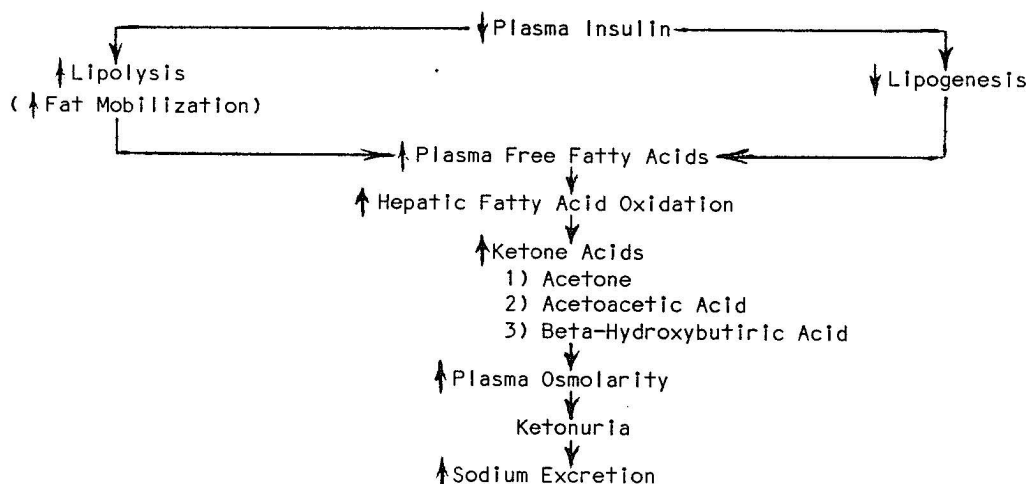 Plasma Insulin
Lipolysis
Lipogenesis
( Fat Mobilization)
Plasma Free Fatty Acids
Hepatic Fatty Acid Oxidation
Ketone Acids
1) Acetone
2) Acetoacetic Acid
3) Beta-Hydroxybutiric Acid
Plasma Osmolarity
Ketonuria
Sodium Excretion